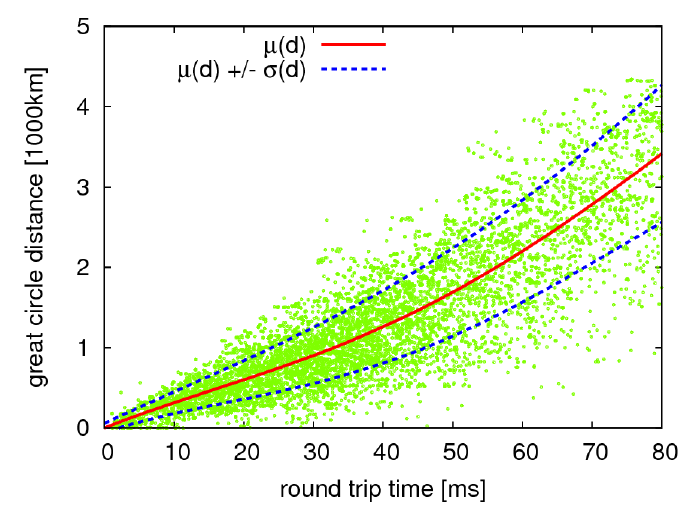 μ(d)
μ(d) +/- σ(d)
great circle distance [1000km]
5
4
3
2
1
0
0 10 20 30 40 50 60 70 80
round trip time [ms]